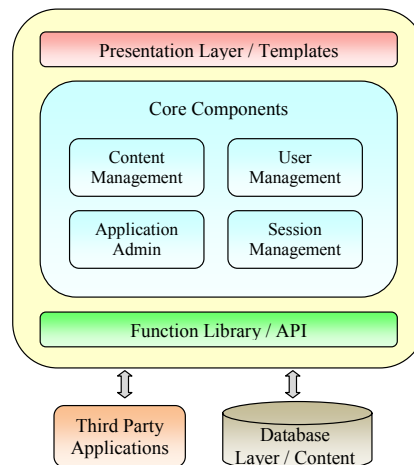 Presentation Layer / Templates
Core Components
Content
Management
User
Management
Application
Admin
Session
Management
Function Library / API
Third Party
Applications
Database
Layer / Content